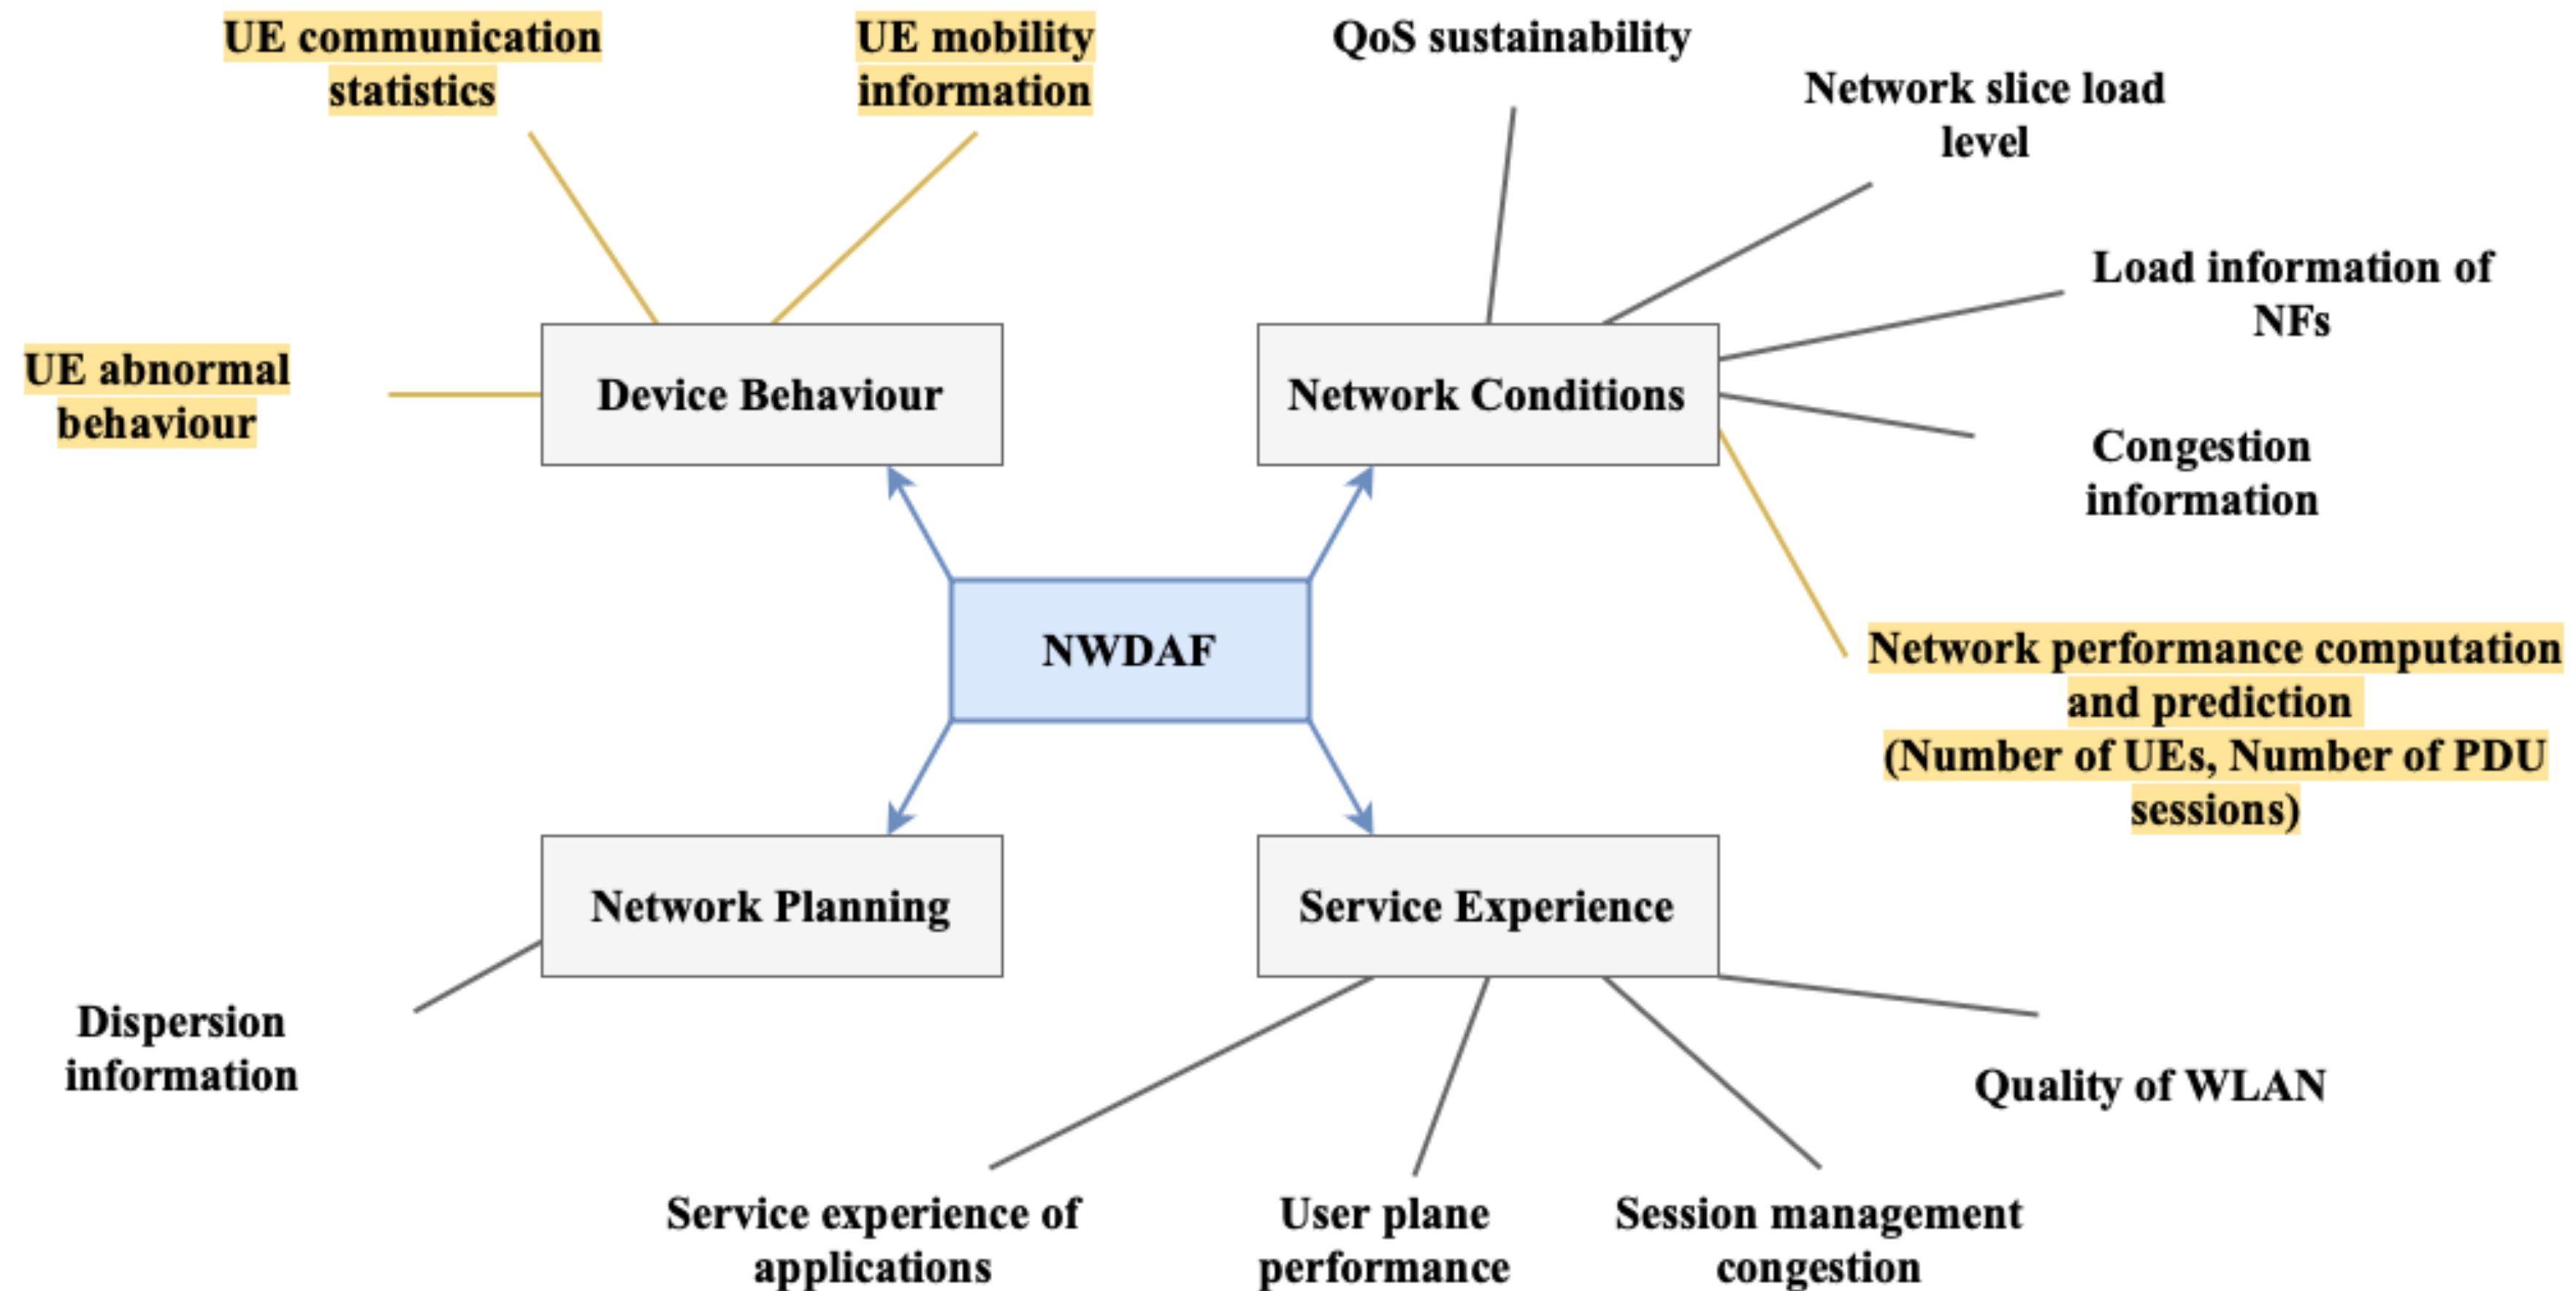 UE communication
statistics
UE mobility
information
QoS sustainability
Network slice load
level
Load information of
NFs
UE abnormal
behaviour
Device Behaviour
Network Conditions
Congestion
information
NWDAF
Network performance computation
and prediction
(Number of UEs, Number of PDU
sessions)
Network Planning
Service Experience
Dispersion
information
Quality of WLAN
Service experience of
applications
User plane
performance
Session management
congestion